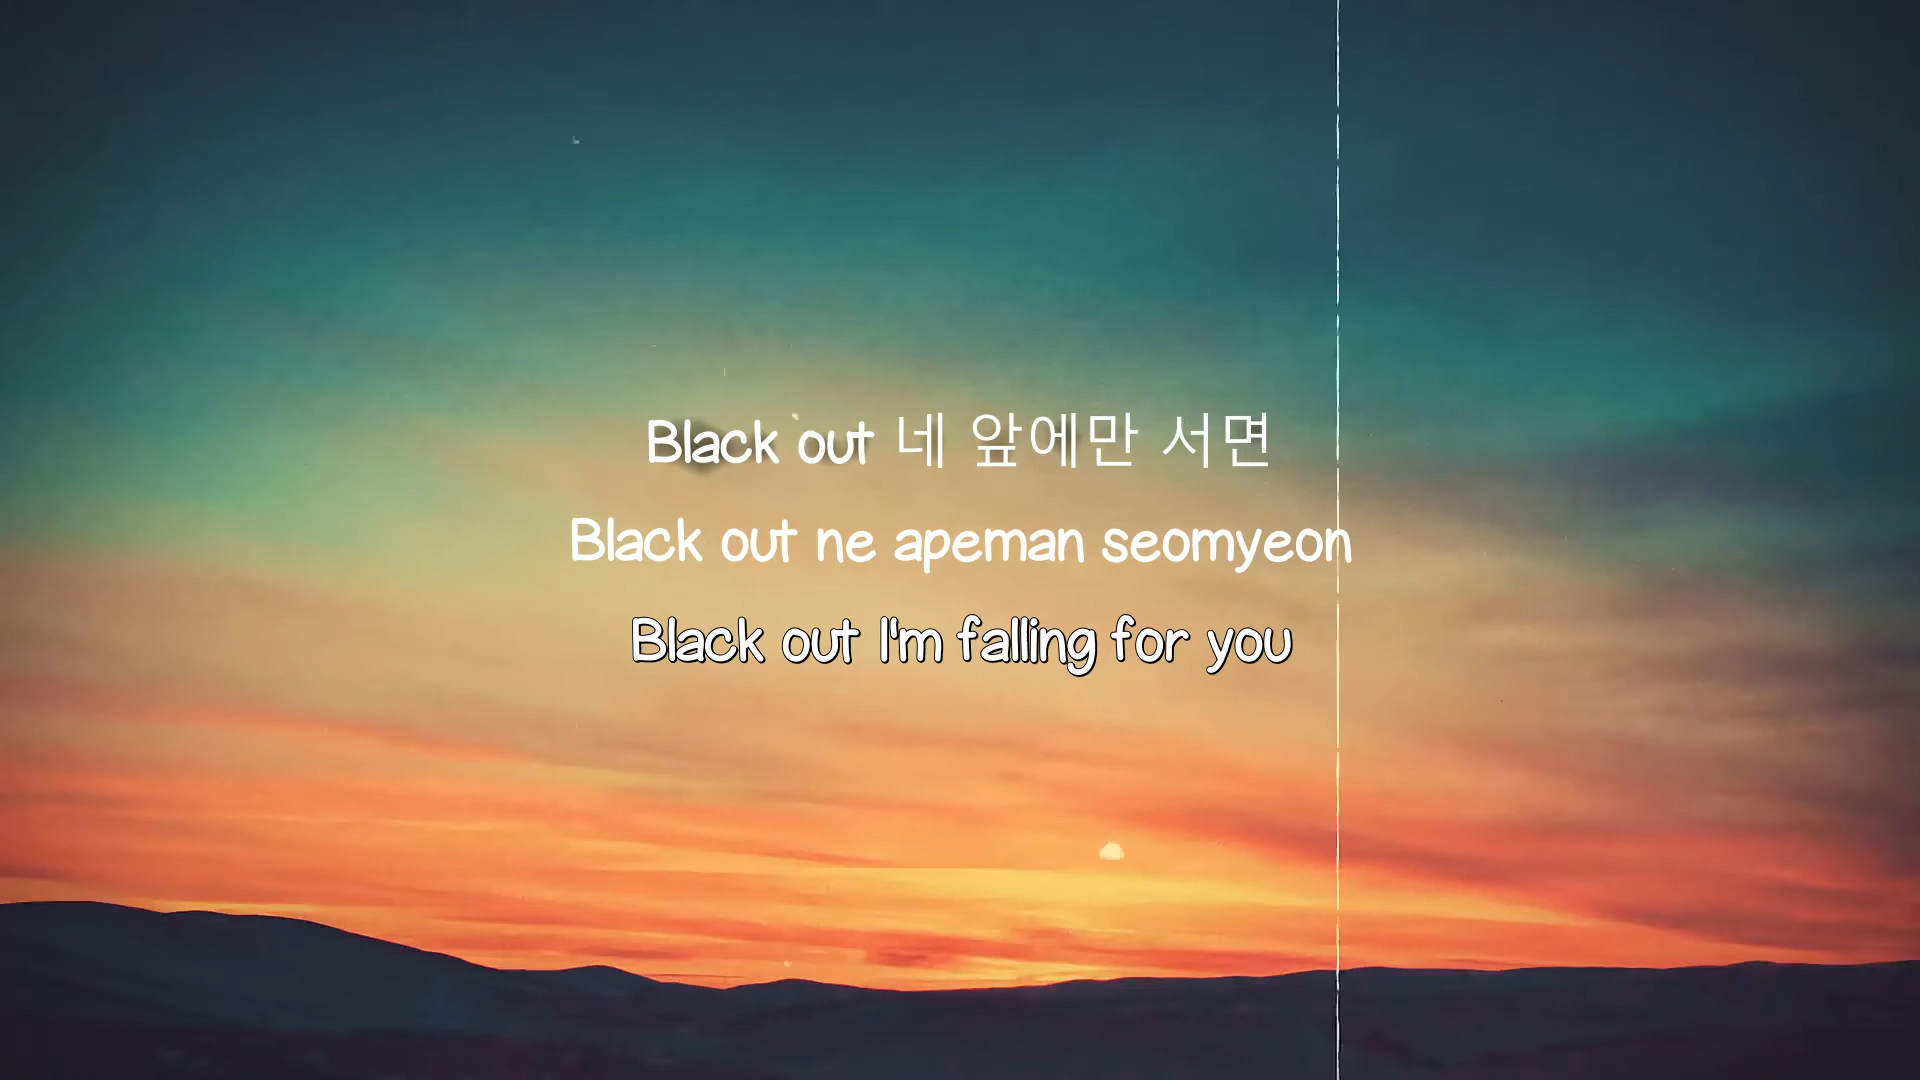 Black out 네 앞에만 서면
Black out ne apeman seomyeon
Black out I'm falling for you